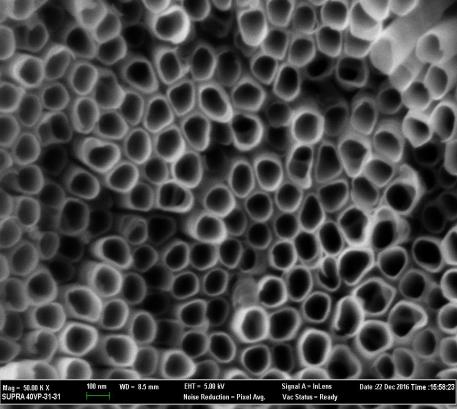 Mag = 50.00 K X 100 nm WD = 8.5 mm EHT = 5.00 kV Signal A = InLens Date :22 Dec 2016 Time :15:58:23
SUPRA 40VP-31-31 Noise Reduction = Pixel Avg. Vac Status = Ready